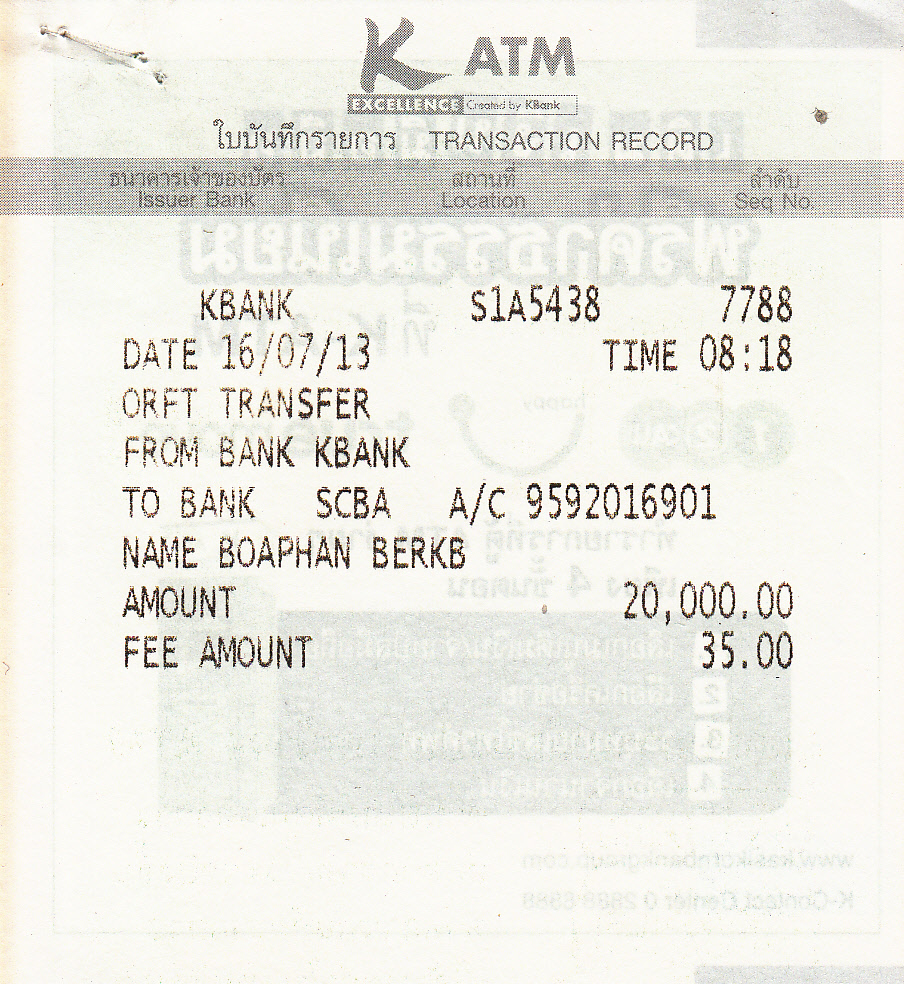 K ATM
EXCELLENCE Created by KBank
ใบบันทึกรายการ TRANSACTION RECORD
ธนาคารเจ้าของบัตร สถานที่ ลำดับ
Issuer Bank Location Seq No.
KBANK S1A5438 7788
DATE 16/07/13 TIME 08:18
ORFT TRANSFER
FROM BANK KBANK
TO BANK SCBA A/C 9592016901
NAME BOAPHAN BERKB
AMOUNT 20,000.00
FEE AMOUNT 35.00